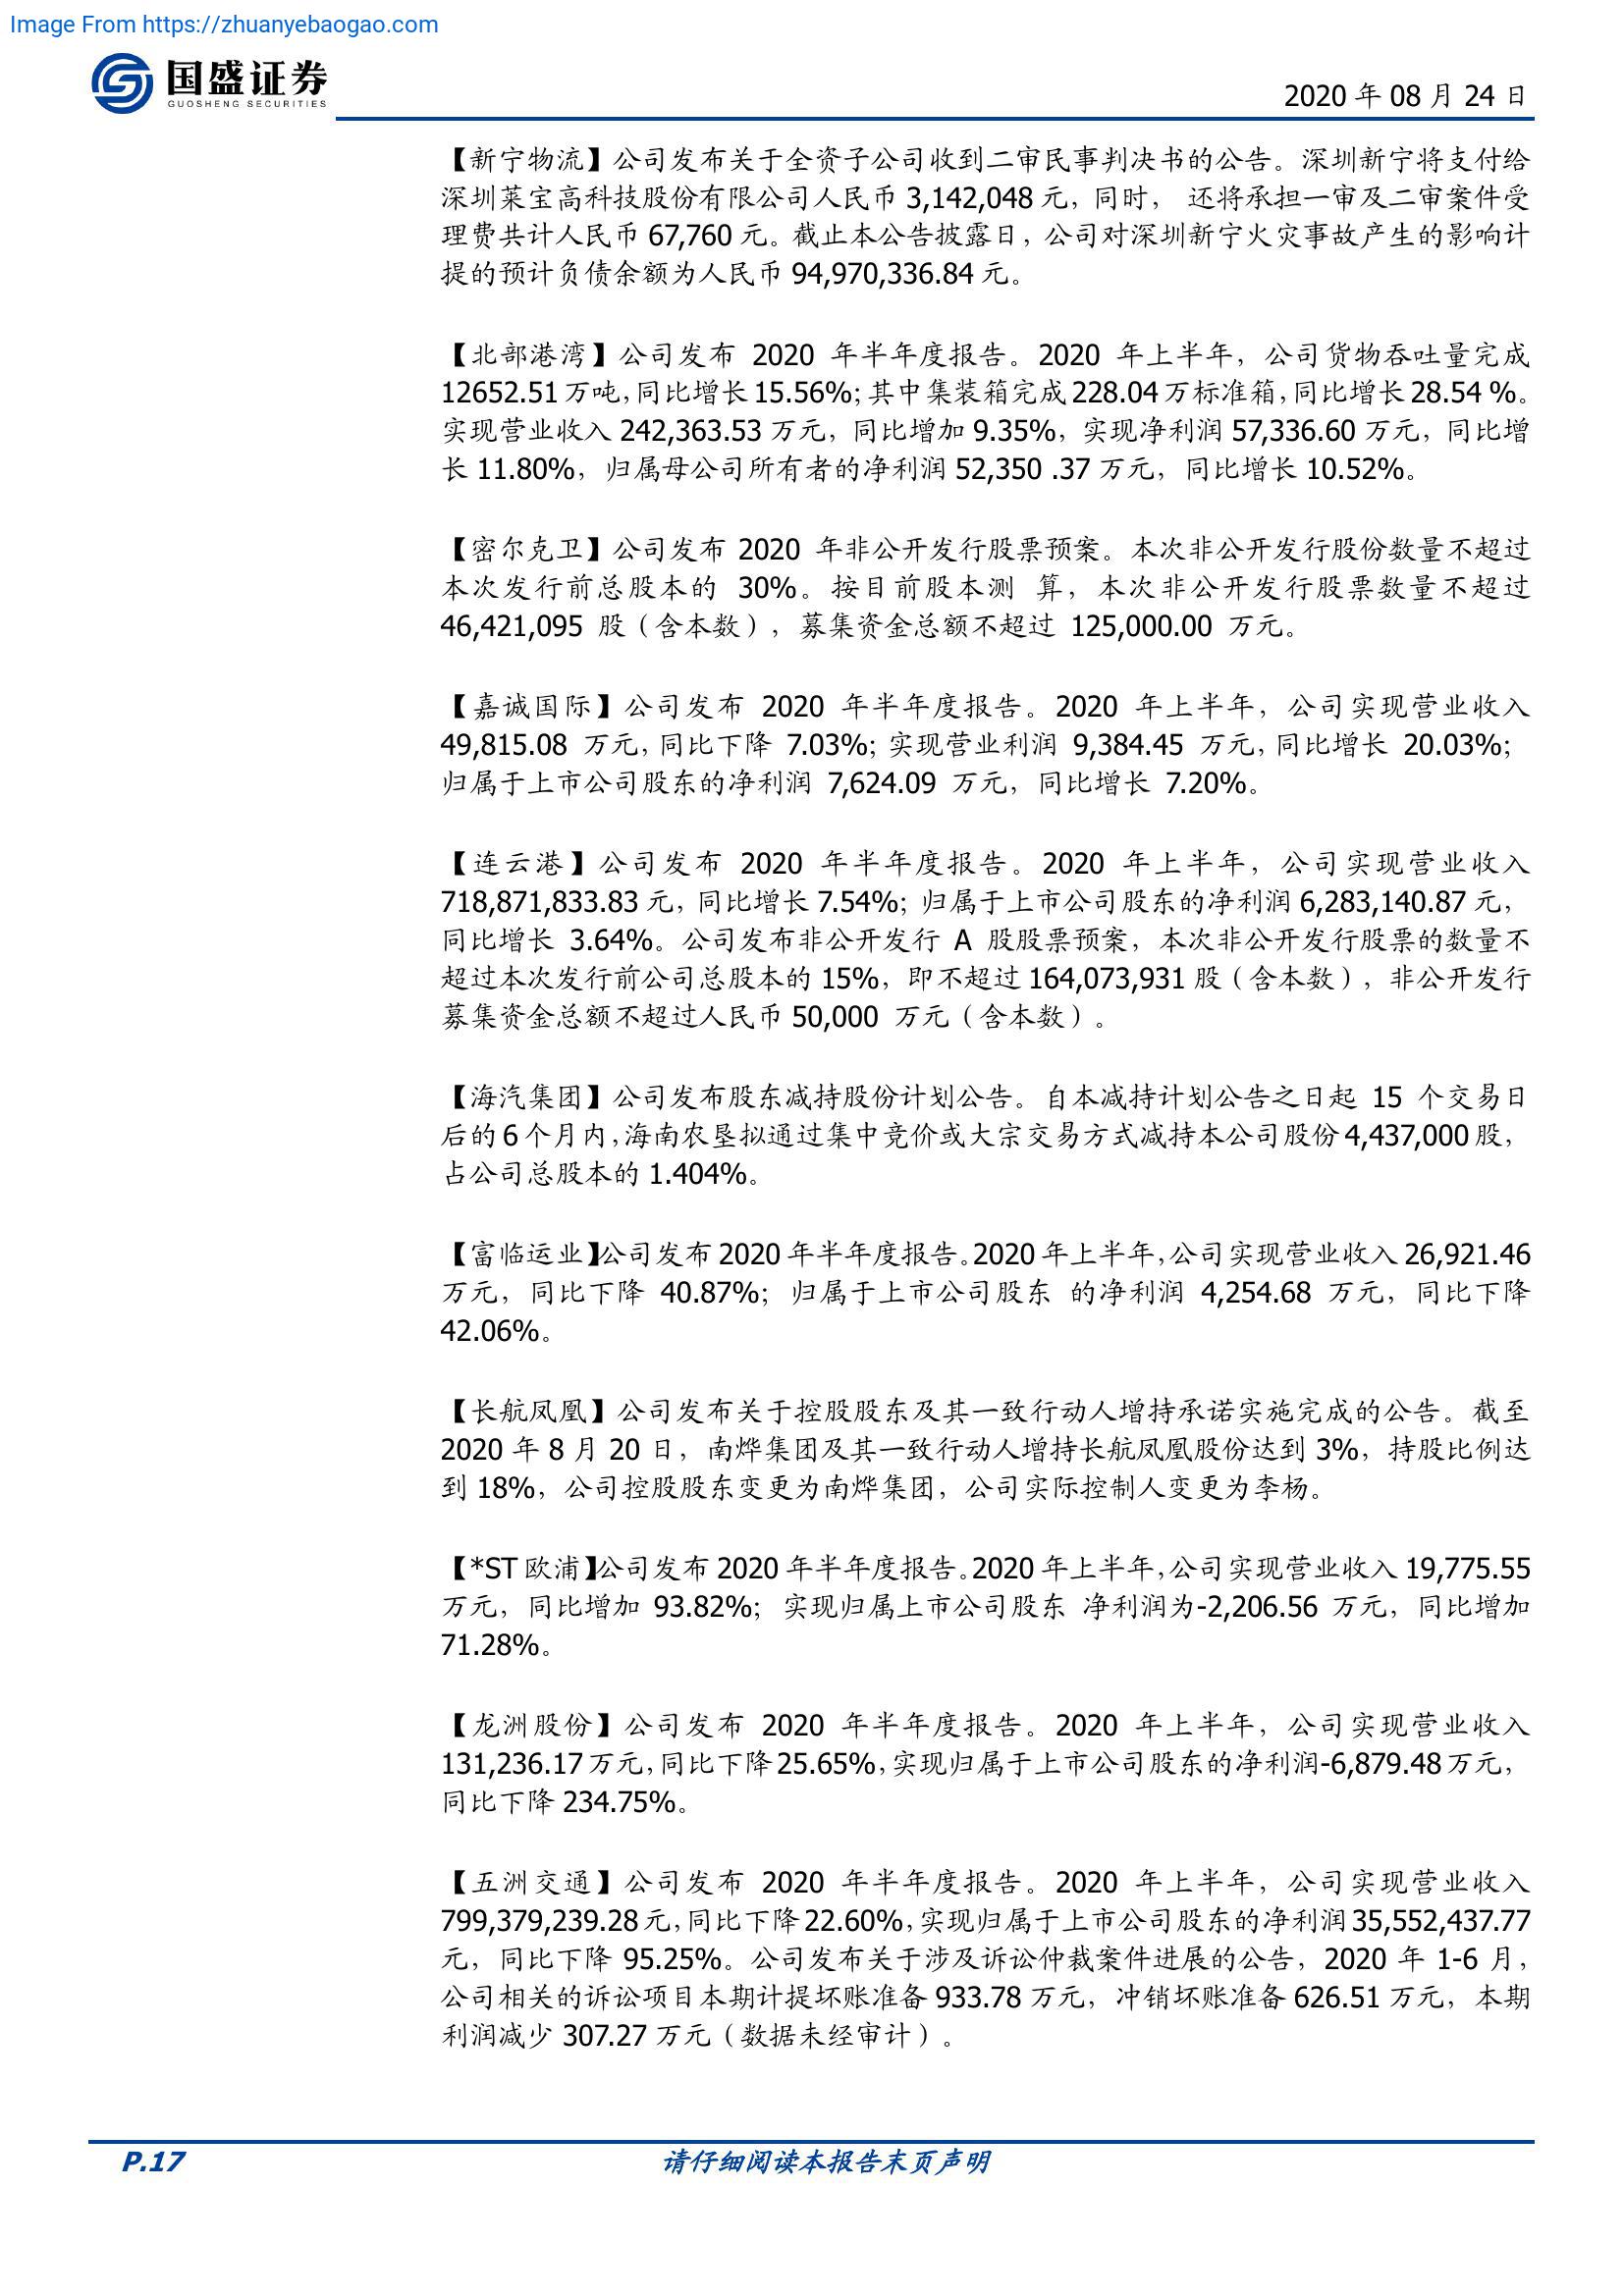 Image From https://zhuanyebaogao.com
国盛证券
GUOSHENG SECURITIES
2020 年 08 月 24 日
【新宁物流】公司发布关于全资子公司收到二审民事判决书的公告。深圳新宁将支付给
深圳莱宝高科技股份有限公司人民币 3,142,048 元，同时， 还将承担一审及二审案件受
理费共计人民币 67,760 元。截止本公告披露日，公司对深圳新宁火灾事故产生的影响计
提的预计负债余额为人民币 94,970,336.84 元。
【北部港湾】公司发布 2020 年半年度报告。2020 年上半年，公司货物吞吐量完成
12652.51 万吨，同比增长 15.56%；其中集装箱完成 228.04 万标准箱，同比增长 28.54 %。
实现营业收入 242,363.53 万元，同比增加 9.35%，实现净利润 57,336.60 万元，同比增
长 11.80%，归属母公司所有者的净利润 52,350 .37 万元，同比增长 10.52%。
【密尔克卫】公司发布 2020 年非公开发行股票预案。本次非公开发行股份数量不超过
本次发行前总股本的 30%。按目前股本测 算，本次非公开发行股票数量不超过
46,421,095 股（含本数），募集资金总额不超过 125,000.00 万元。
【嘉诚国际】公司发布 2020 年半年度报告。2020 年上半年，公司实现营业收入
49,815.08 万元，同比下降 7.03%；实现营业利润 9,384.45 万元，同比增长 20.03%；
归属于上市公司股东的净利润 7,624.09 万元，同比增长 7.20%。
【连云港】公司发布 2020 年半年度报告。2020 年上半年，公司实现营业收入
718,871,833.83 元，同比增长 7.54%；归属于上市公司股东的净利润 6,283,140.87 元，
同比增长 3.64%。公司发布非公开发行 A 股股票预案，本次非公开发行股票的数量不
超过本次发行前公司总股本的 15%，即不超过 164,073,931 股（含本数），非公开发行
募集资金总额不超过人民币 50,000 万元（含本数）。
【海汽集团】公司发布股东减持股份计划公告。自本减持计划公告之日起 15 个交易日
后的 6 个月内，海南农垦拟通过集中竞价或大宗交易方式减持本公司股份 4,437,000 股，
占公司总股本的 1.404%。
【富临运业】公司发布 2020 年半年度报告。2020 年上半年，公司实现营业收入 26,921.46
万元，同比下降 40.87%；归属于上市公司股东 的净利润 4,254.68 万元，同比下降
42.06%。
【长航凤凰】公司发布关于控股股东及其一致行动人增持承诺实施完成的公告。截至
2020 年 8 月 20 日，南烨集团及其一致行动人增持长航凤凰股份达到 3%，持股比例达
到 18%，公司控股股东变更为南烨集团，公司实际控制人变更为李杨。
【*ST 欧浦】公司发布 2020 年半年度报告。2020 年上半年，公司实现营业收入 19,775.55
万元，同比增加 93.82%；实现归属上市公司股东 净利润为-2,206.56 万元，同比增加
71.28%。
【龙洲股份】公司发布 2020 年半年度报告。2020 年上半年，公司实现营业收入
131,236.17 万元，同比下降 25.65%，实现归属于上市公司股东的净利润-6,879.48 万元，
同比下降 234.75%。
【五洲交通】公司发布 2020 年半年度报告。2020 年上半年，公司实现营业收入
799,379,239.28 元，同比下降 22.60%，实现归属于上市公司股东的净利润 35,552,437.77
元，同比下降 95.25%。公司发布关于涉及诉讼仲裁案件进展的公告，2020 年 1-6 月，
公司相关的诉讼项目本期计提坏账准备 933.78 万元，冲销坏账准备 626.51 万元，本期
利润减少 307.27 万元（数据未经审计）。
P.17
请仔细阅读本报告末页声明